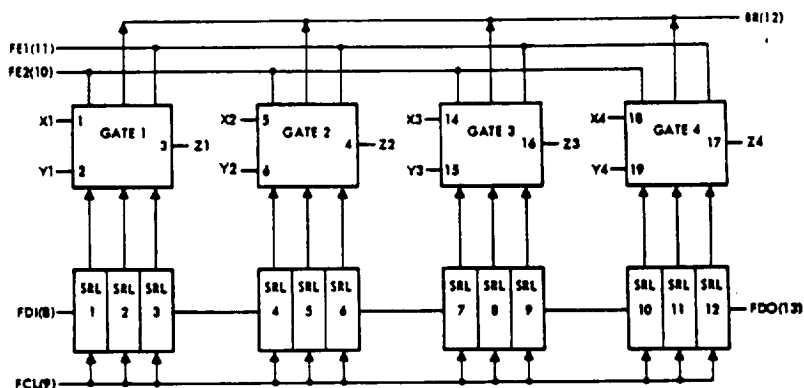 BR(12)
FE1(11)
FE2(10)
X1 1 GATE 1 3 Z1
Y1 2
X2 5 GATE 2 4 Z2
Y2 6
X3 14 GATE 3 16 Z3
Y3 15
X4 18 GATE 4 17 Z4
Y4 19
FDI(8)
SRL 1
SRL 2
SRL 3
SRL 4
SRL 5
SRL 6
SRL 7
SRL 8
SRL 9
SRL 10
SRL 11
SRL 12
FDO(13)
FCL(9)